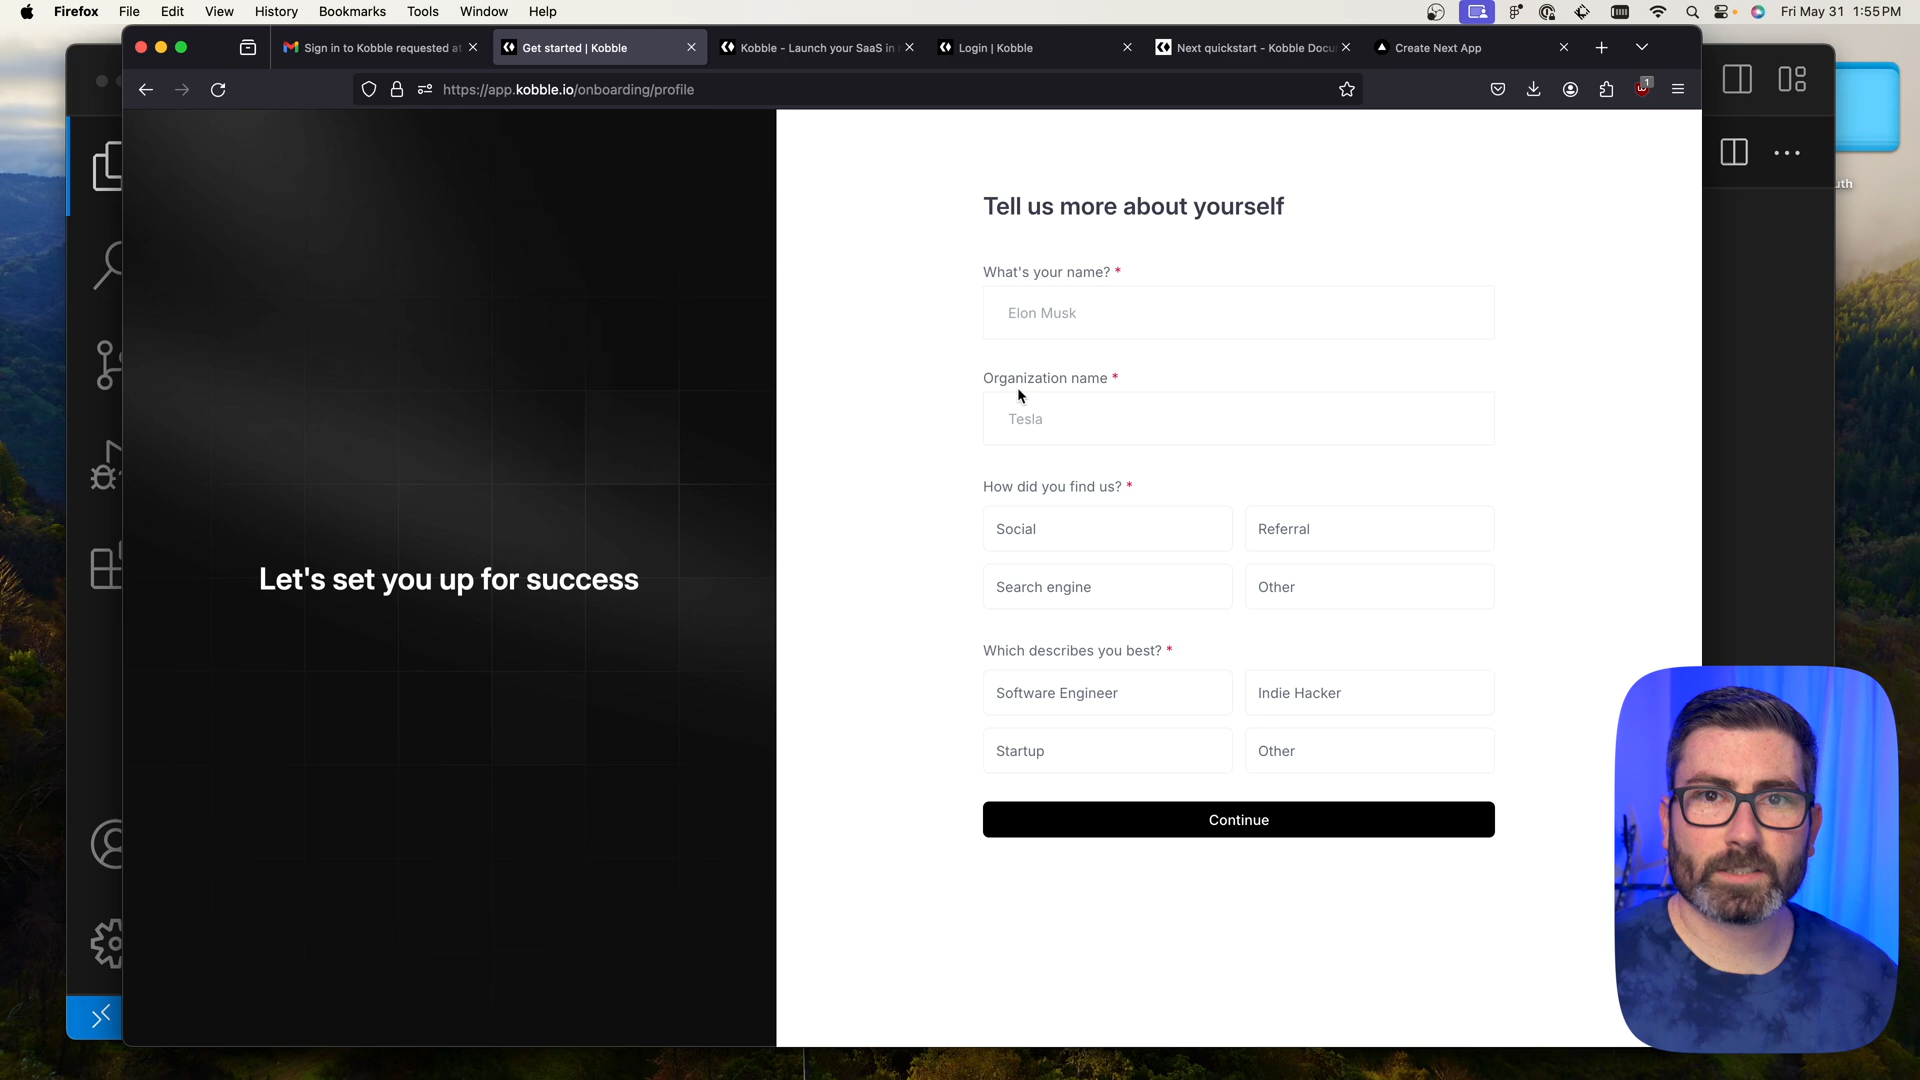 Firefox File Edit View History Bookmarks Tools Window Help Fri May 31 1:55 PM
Sign in to Kobble requested at Get started | Kobble Kobble - Launch your SaaS in Login | Kobble Next quickstart - Kobble Docu Create Next App
https://app.kobble.io/onboarding/profile 1
uth
Tell us more about yourself
What's your name? *
Elon Musk
Organization name *
Tesla
How did you find us? *
Social Referral
Search engine Other
Let's set you up for success
Which describes you best? *
Software Engineer Indie Hacker
Startup Other
Continue